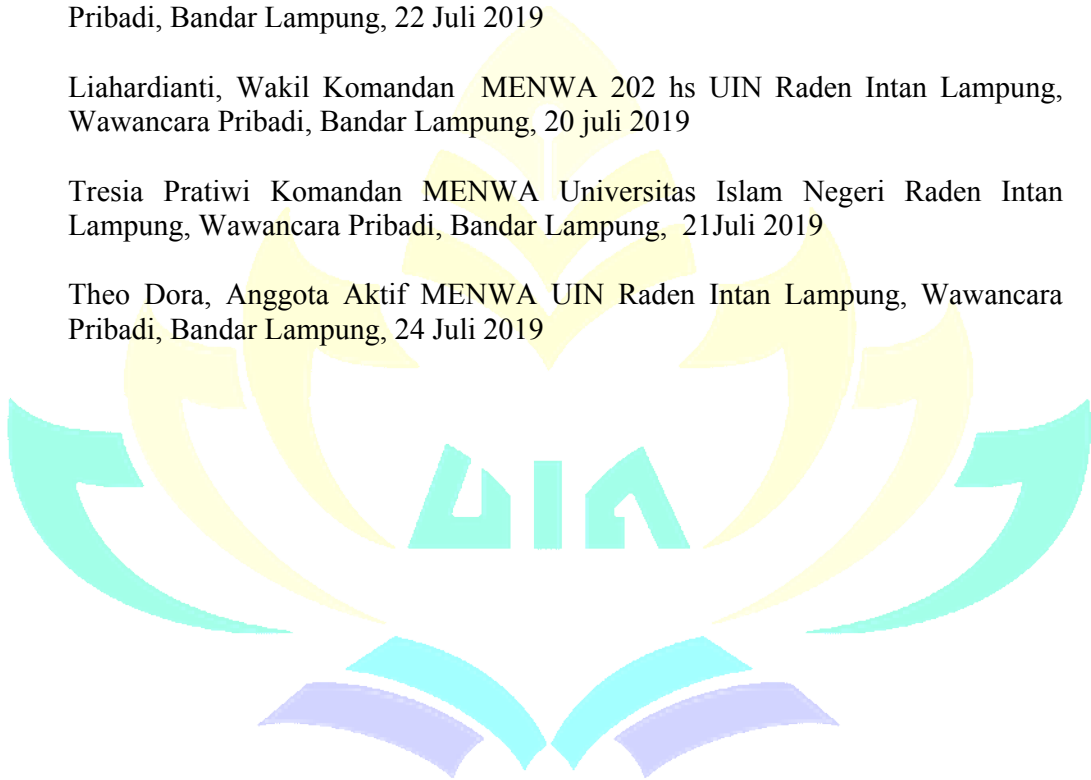 Pribadi, Bandar Lampung, 22 Juli 2019
Liahardianti, Wakil Komandan MENWA 202 hs UIN Raden Intan Lampung,
Wawancara Pribadi, Bandar Lampung, 20 juli 2019
Tresia Pratiwi Komandan MENWA Universitas Islam Negeri Raden Intan
Lampung, Wawancara Pribadi, Bandar Lampung, 21Juli 2019
Theo Dora, Anggota Aktif MENWA UIN Raden Intan Lampung, Wawancara
Pribadi, Bandar Lampung, 24 Juli 2019
UIN